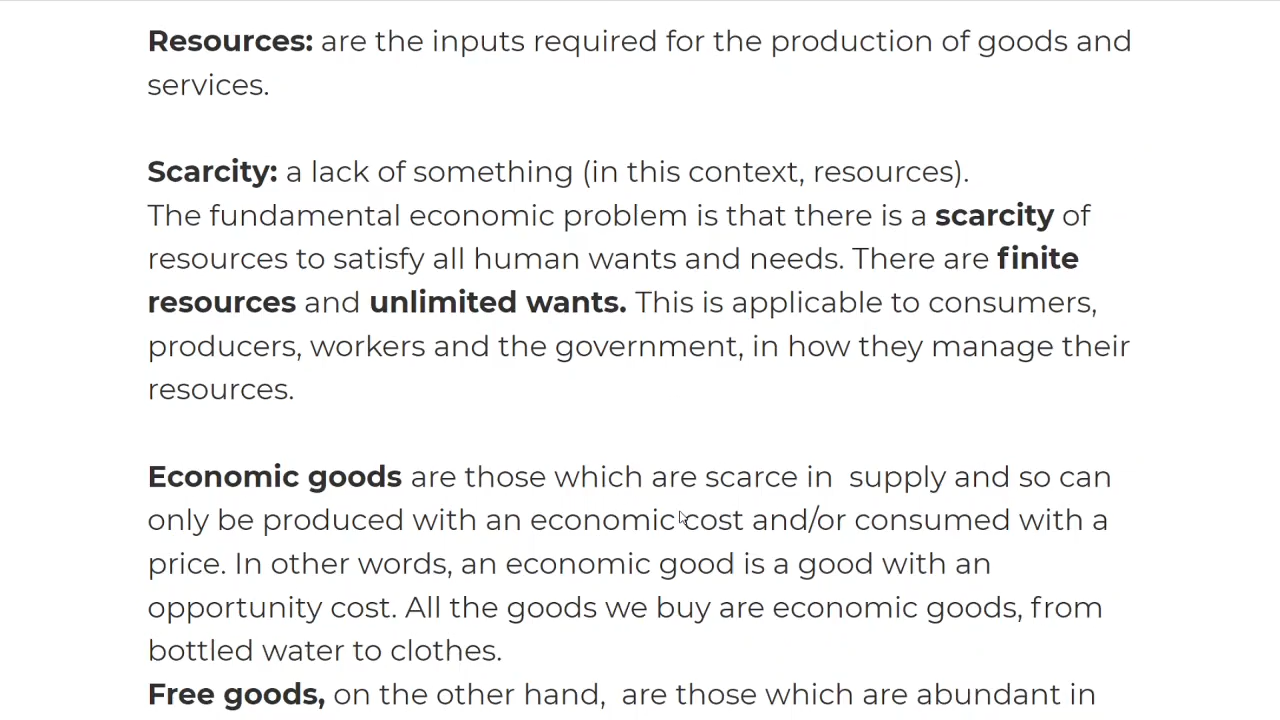 Resources: are the inputs required for the production of goods and
services.
Scarcity: a lack of something (in this context, resources).
The fundamental economic problem is that there is a scarcity of
resources to satisfy all human wants and needs. There are finite
resources and unlimited wants. This is applicable to consumers,
producers, workers and the government, in how they manage their
resources.
Economic goods are those which are scarce in  supply and so can
only be produced with an economic cost and/or consumed with a
price. In other words, an economic good is a good with an
opportunity cost. All the goods we buy are economic goods, from
bottled water to clothes.
Free goods, on the other hand,  are those which are abundant in